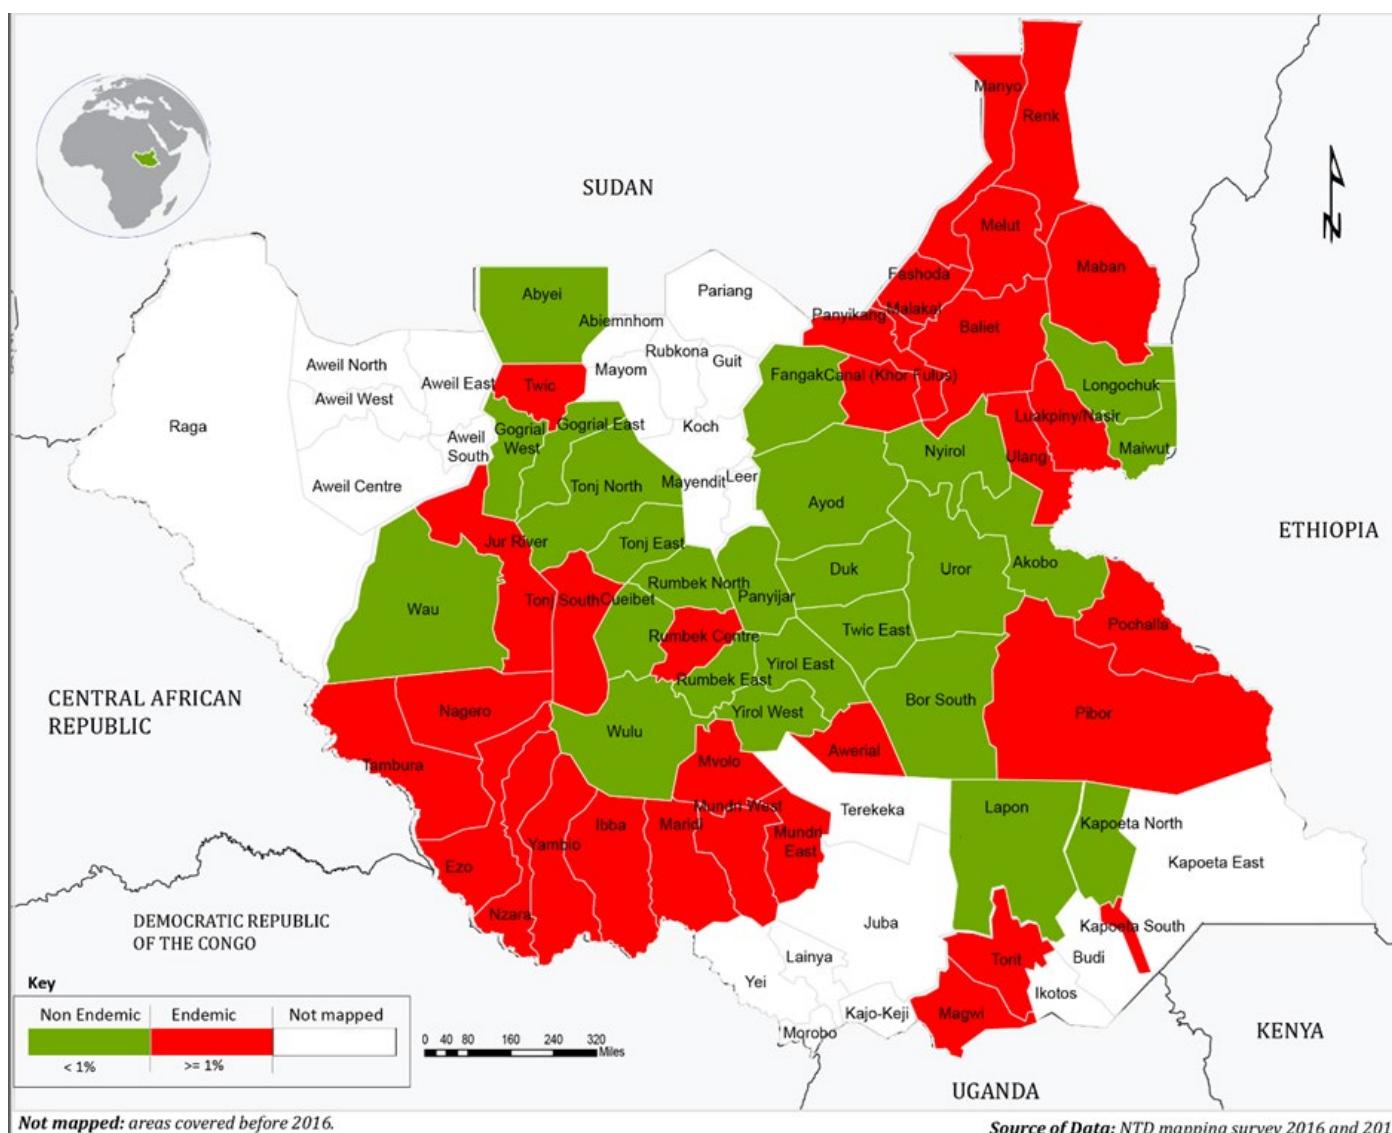 Manyo
Renk
SUDAN
Melut
Maban
Fashoda
Pariang
Abyei
Malakal
Panyikang
Abiemnhom
Baliet
Rubkona
Guit
Aweil North
Mayom
Aweil East
Twic
Fangak
Canal (Khor Fulus)
Longochuk
Aweil West
Luakpiny/Nasir
Raga
Gogrial East
Koch
Gogrial
West
Aweil
South
Nyirol
Maiwut
Ulang
Mayendit
Leer
Aweil Centre
Tonj North
Ayod
ETHIOPIA
Jur River
Tonj East
Duk
Uror
Akobo
Rumbek North
Panyijar
Wau
Tonj South
Cueibet
Pochalla
Rumbek Centre
Twic East
Yirol East
Rumbek East
CENTRAL AFRICAN
REPUBLIC
Nagero
Yirol West
Bor South
Pibor
Wulu
Awerial
Tambura
Mvolo
Mundri West
Terekeka
Lapon
Kapoeta North
Ibba
Maridi
Mundri
East
Yambio
Kapoeta East
Ezo
Nzara
DEMOCRATIC REPUBLIC
OF THE CONGO
Juba
Kapoeta South
Lainya
Torit
Budi
Yei
Ikotos
Kajo-Keji
Magwi
Morobo
KENYA
UGANDA
N
Key
Non Endemic
Endemic
Not mapped
< 1%
>= 1%
0 40 80 160 240 320
Miles
Not mapped: areas covered before 2016.
Source of Data: NTD mapping survey 2016 and 201